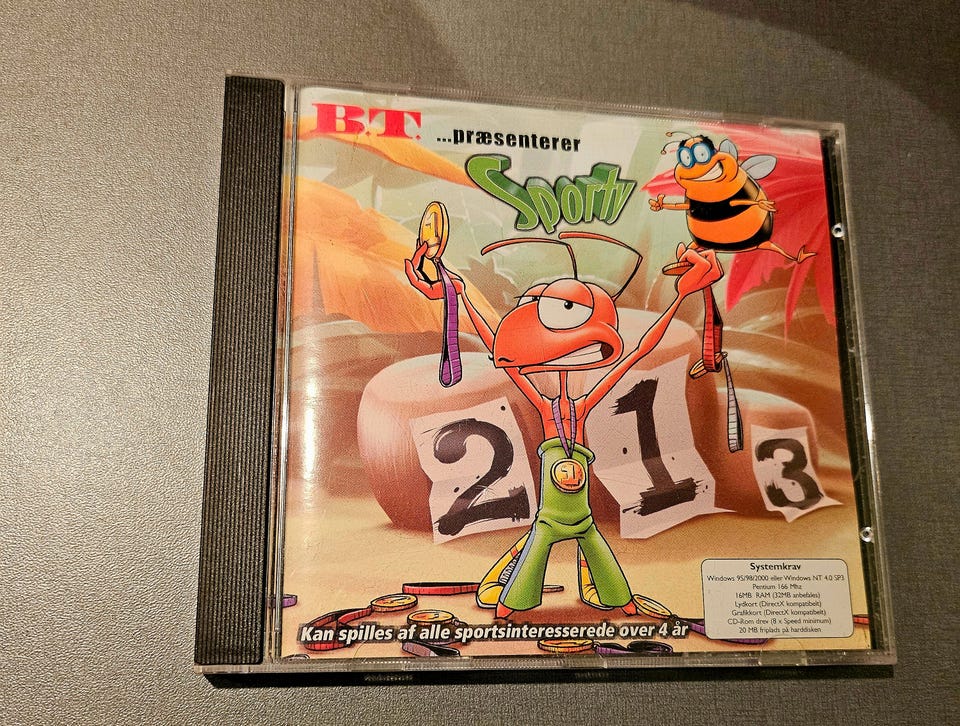 B.T.
...præsenterer
Sporty
1
2
1
3
1
Systemkrav
Windows 95/98/2000 eller Windows NT 4.0 SP3
Pentium 166 Mhz
16MB RAM (32MB anbefales)
Lydkort (DirectX kompatibelt)
Grafikkort (DirectX kompatibelt)
CD-Rom drev (8 x Speed minimum)
20 MB friplads på harddisken
Kan spilles af alle sportsinteresserede over 4 år